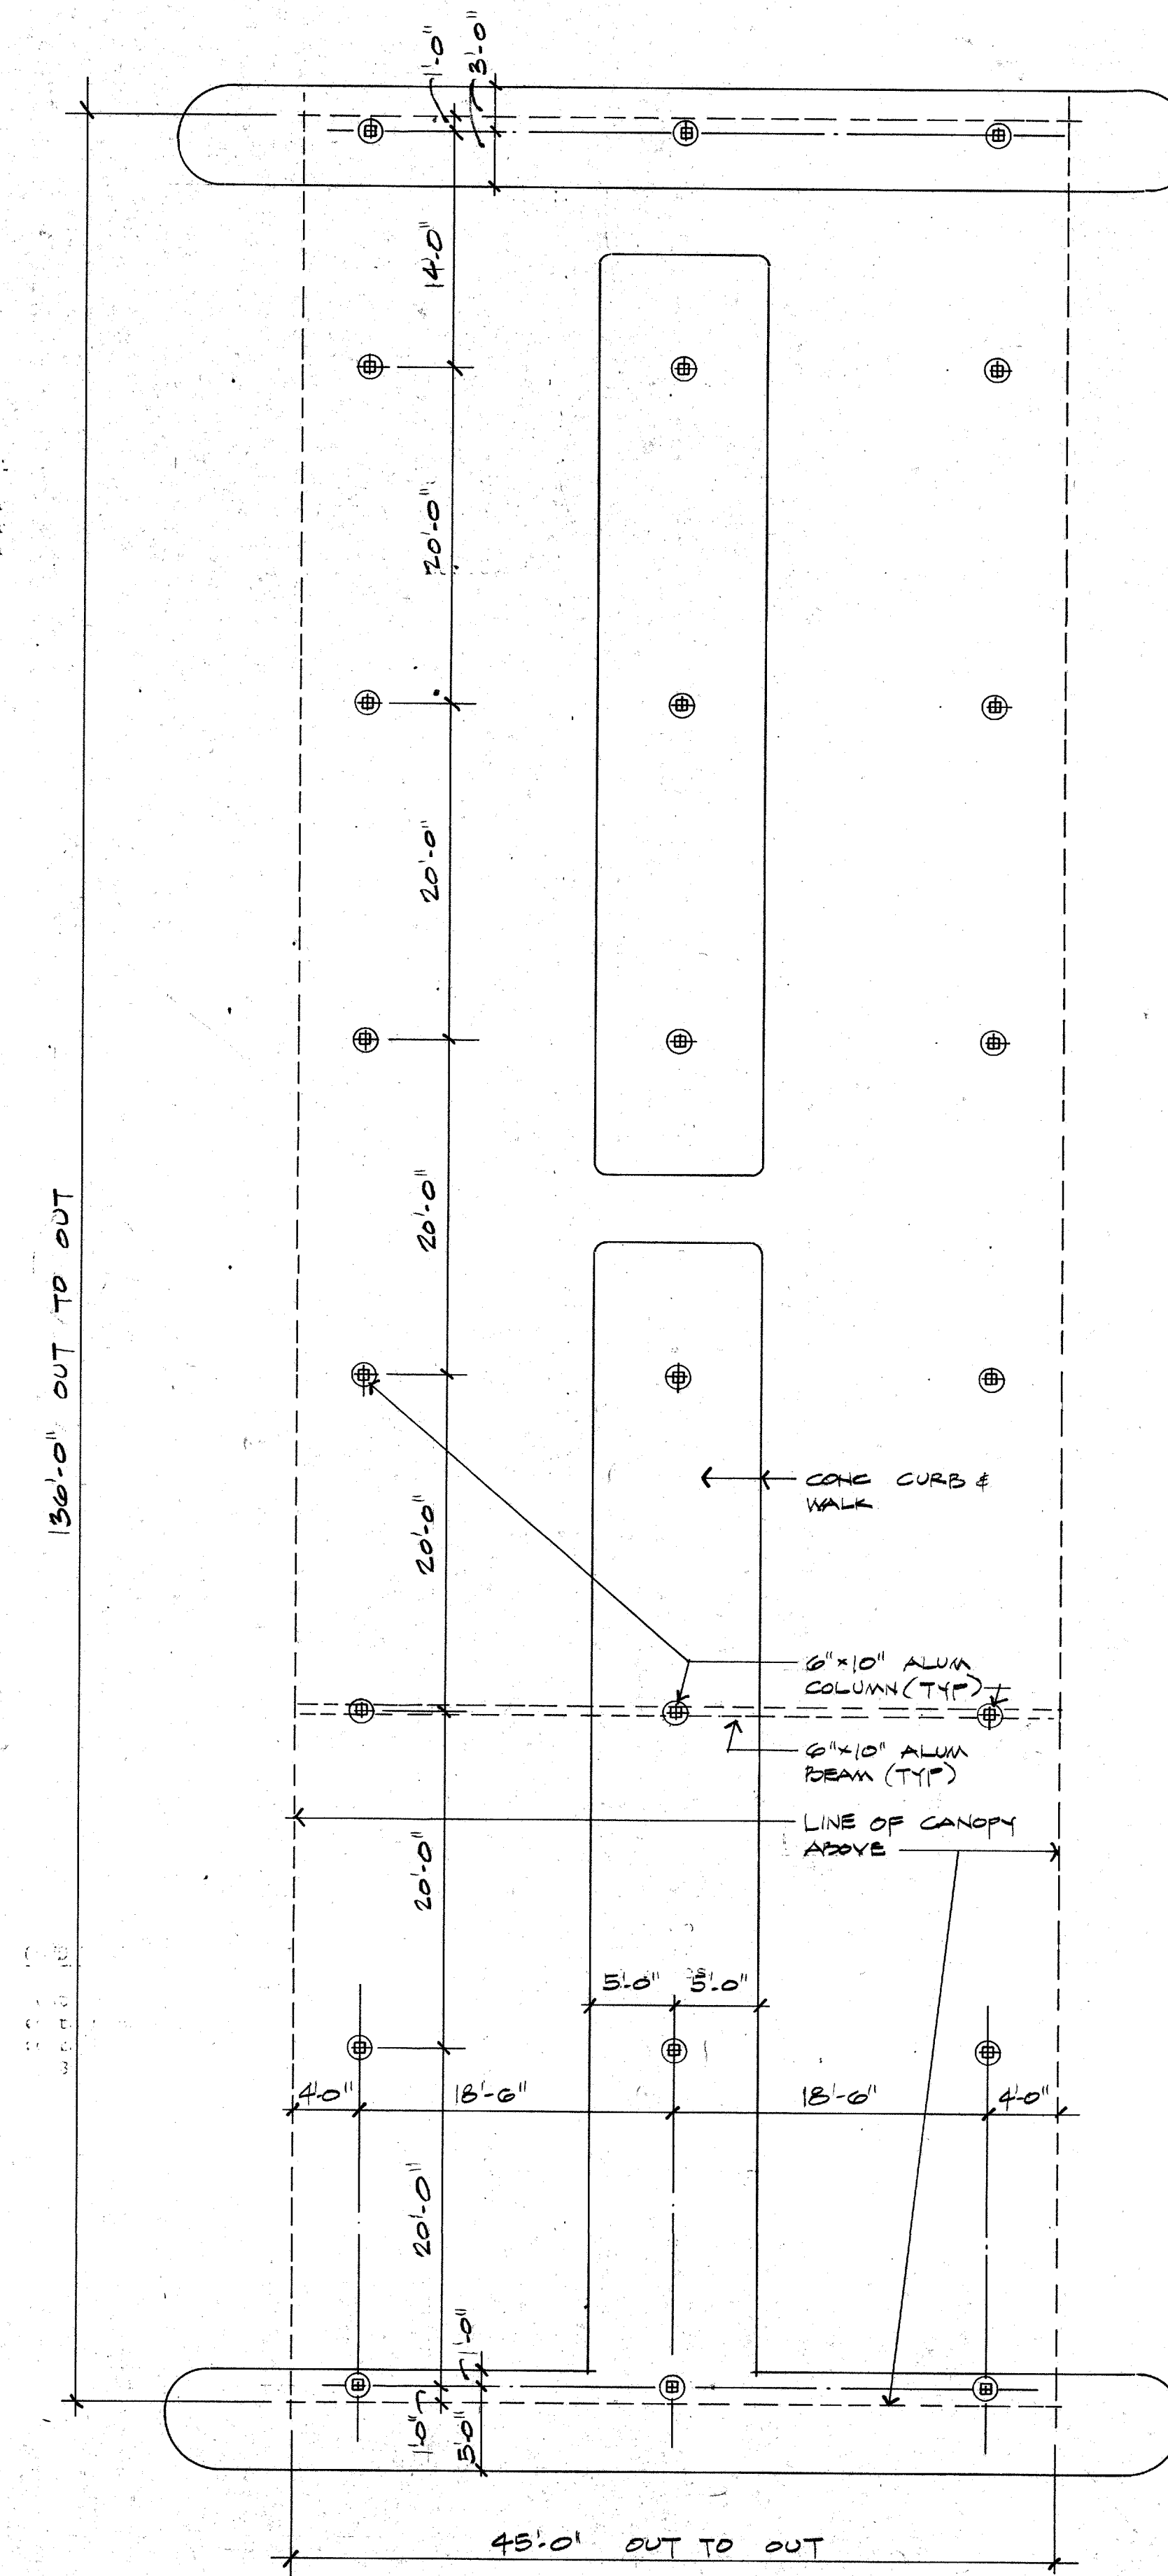 1'-0"
3'-0"
14'-0"
20'-0"
20'-0"
20'-0"
136'-0" OUT TO OUT
CONC CURB &
WALK
20'-0"
6"x10" ALUM
COLUMN (TYP)
6"x10" ALUM
BEAM (TYP)
LINE OF CANOPY
ABOVE
20'-0"
5'-0" 5'-0"
4'-0" 18'-6" 18'-6" 4'-0"
20'-0"
1'-0"
1'-0"
5'-0"
45'-0" OUT TO OUT